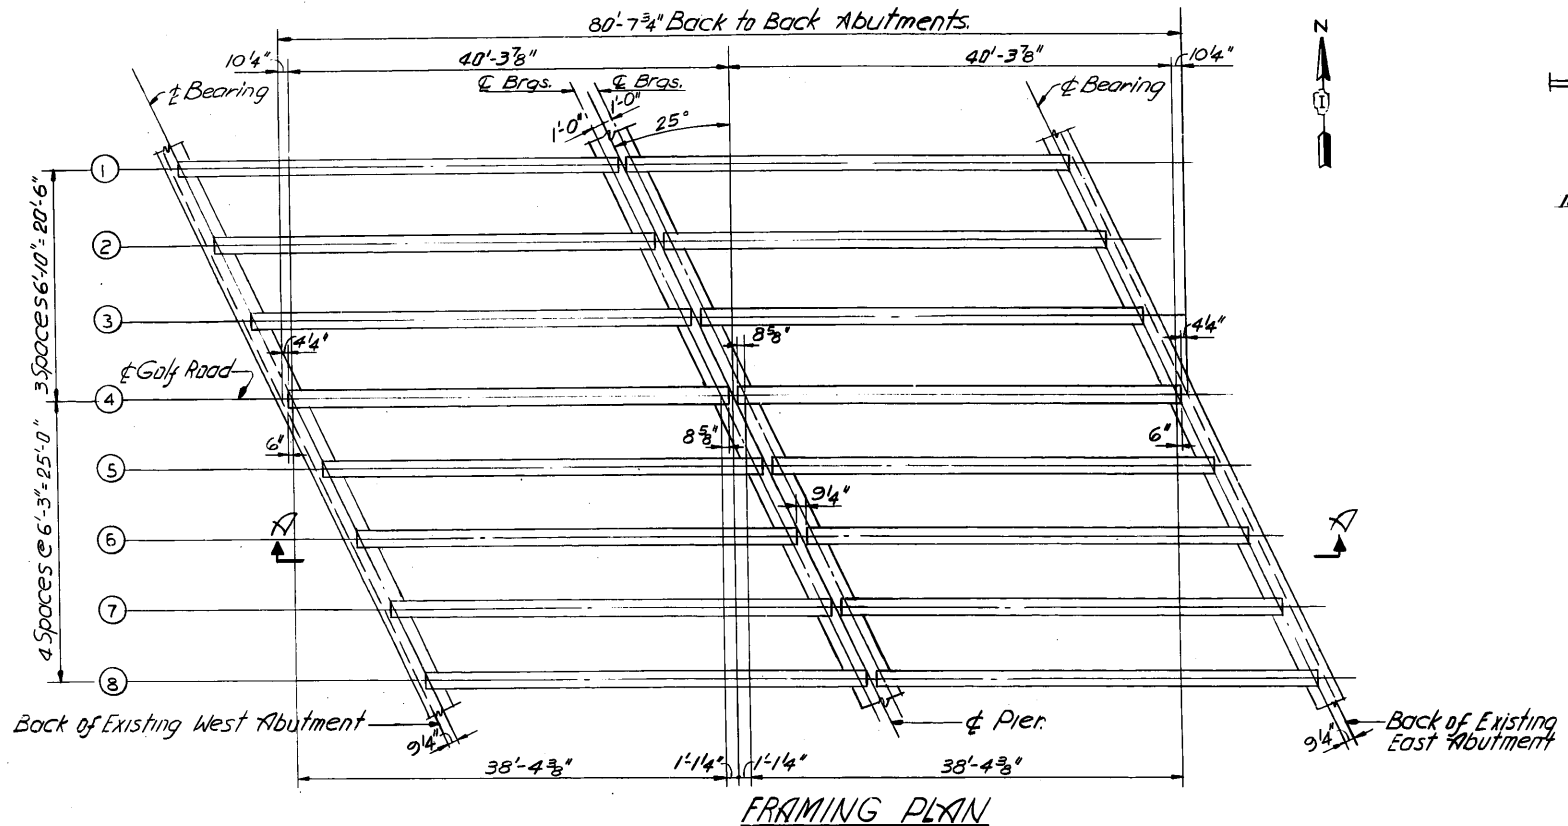 80'-7¾" Back to Back Abutments.
N
10¼"
40'-3⅞"
40'-3⅞"
10¼"
℄ Bearing
℄ Brgs.
℄ Brgs.
℄ Bearing
1'-0"
1'-0"
25°
1
2
3
4
5
6
7
8
3 Spaces 6'-10" = 20'-6"
4 Spaces @ 6'-3" = 25'-0"
4¼"
8⅝"
4¼"
℄ Golf Road
6"
8⅝"
6"
9¼"
A
A
Back of Existing West Abutment
℄ Pier.
Back of Existing
East Abutment
9¼"
9¼"
38'-4⅜"
1'-1¼"
1'-1¼"
38'-4⅜"
FRAMING PLAN